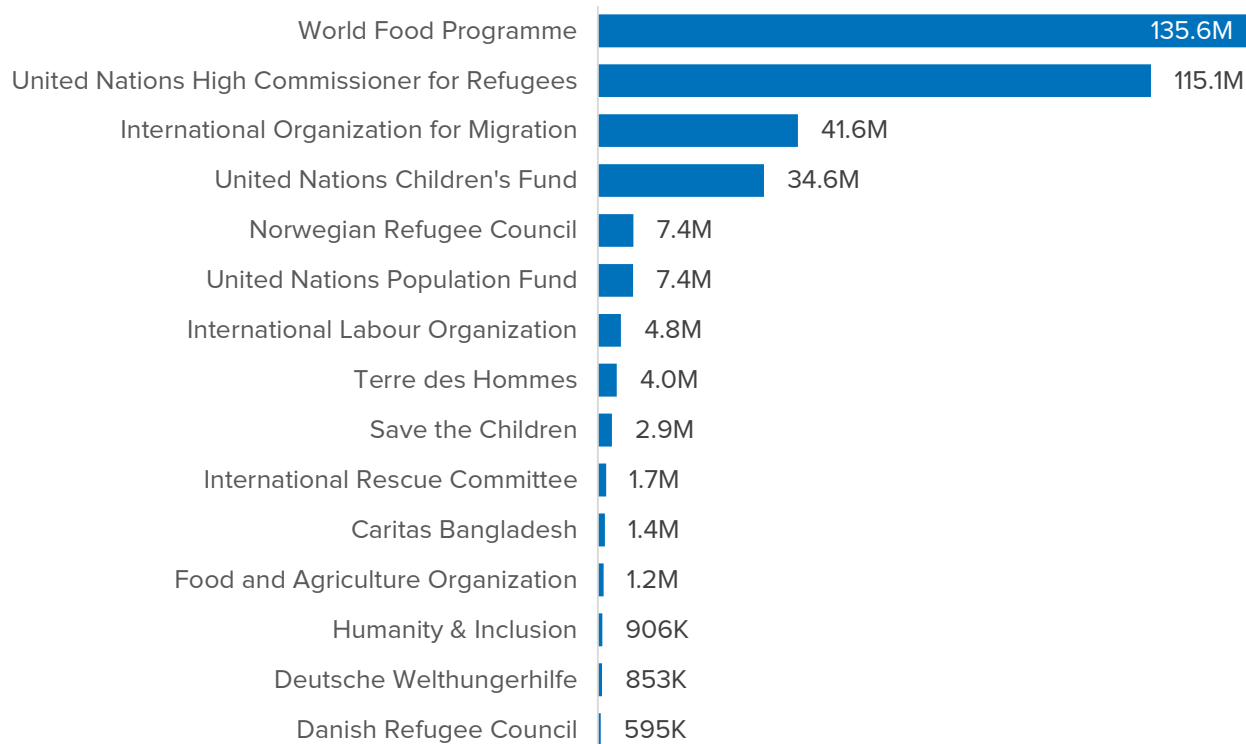 World Food Programme 135.6M
United Nations High Commissioner for Refugees 115.1M
International Organization for Migration 41.6M
United Nations Children's Fund 34.6M
Norwegian Refugee Council 7.4M
United Nations Population Fund 7.4M
International Labour Organization 4.8M
Terre des Hommes 4.0M
Save the Children 2.9M
International Rescue Committee 1.7M
Caritas Bangladesh 1.4M
Food and Agriculture Organization 1.2M
Humanity & Inclusion 906K
Deutsche Welthungerhilfe 853K
Danish Refugee Council 595K